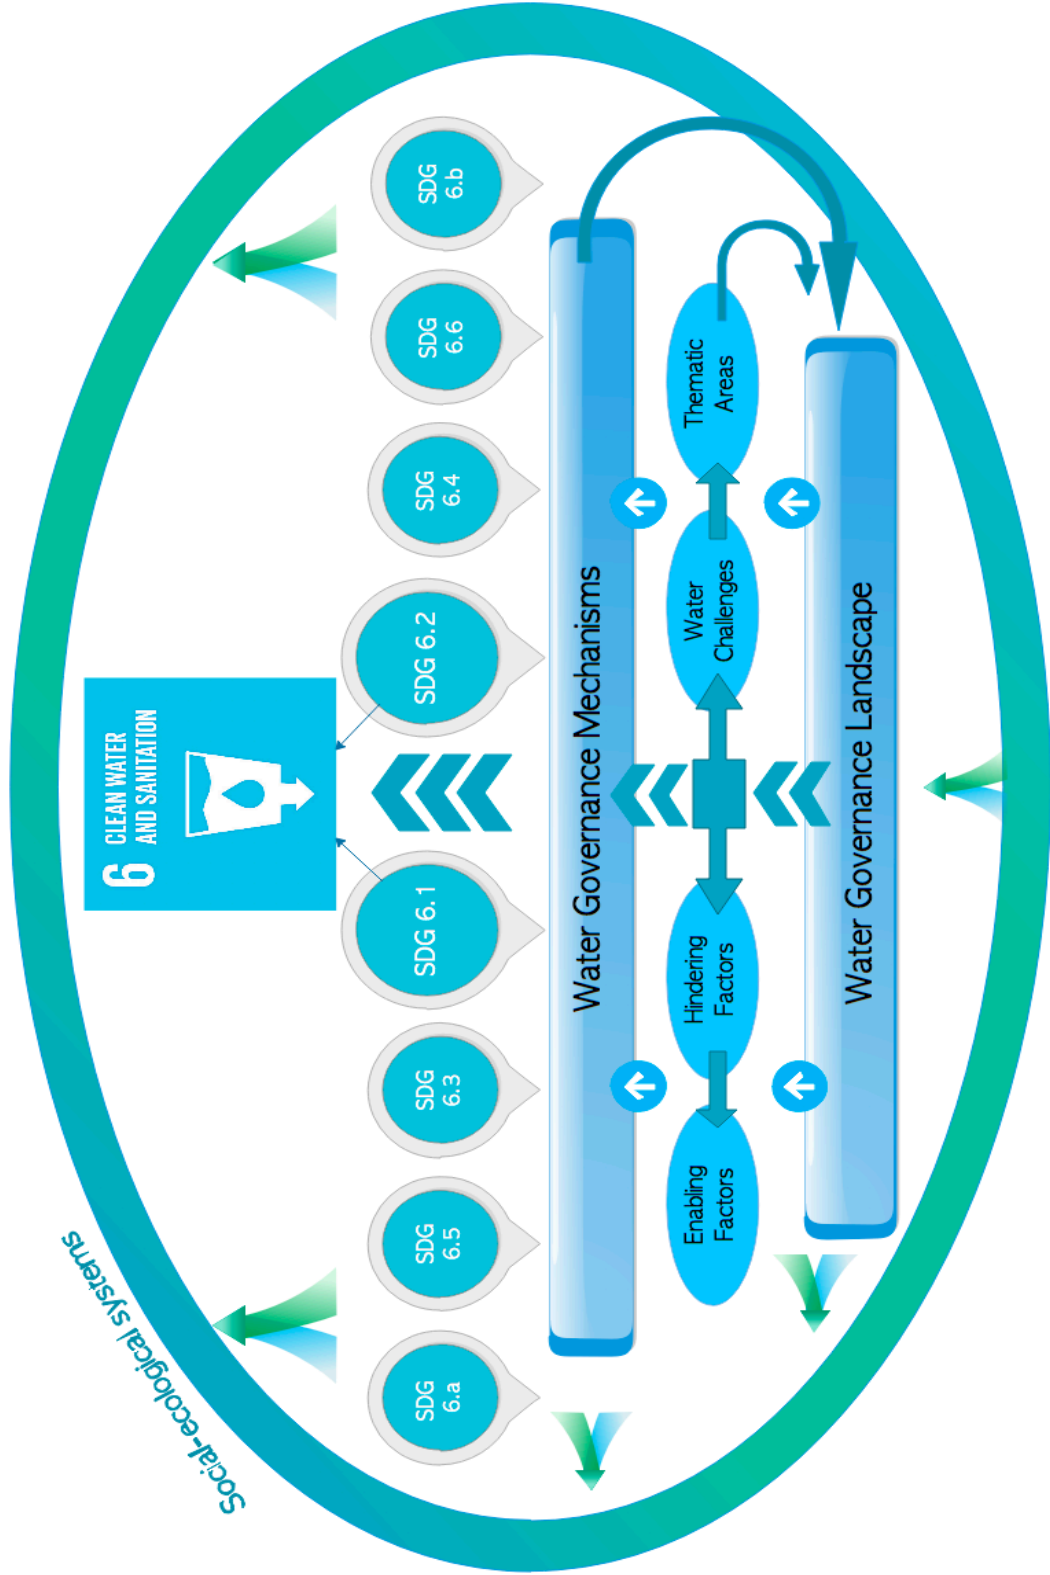 Social-ecological systems
6 CLEAN WATER
AND SANITATION
SDG
6.a
SDG
6.5
SDG
6.3
SDG 6.1
SDG 6.2
SDG
6.4
SDG
6.6
SDG
6.b
Water Governance Mechanisms
Enabling
Factors
Hindering
Factors
Water
Challenges
Thematic
Areas
Water Governance Landscape